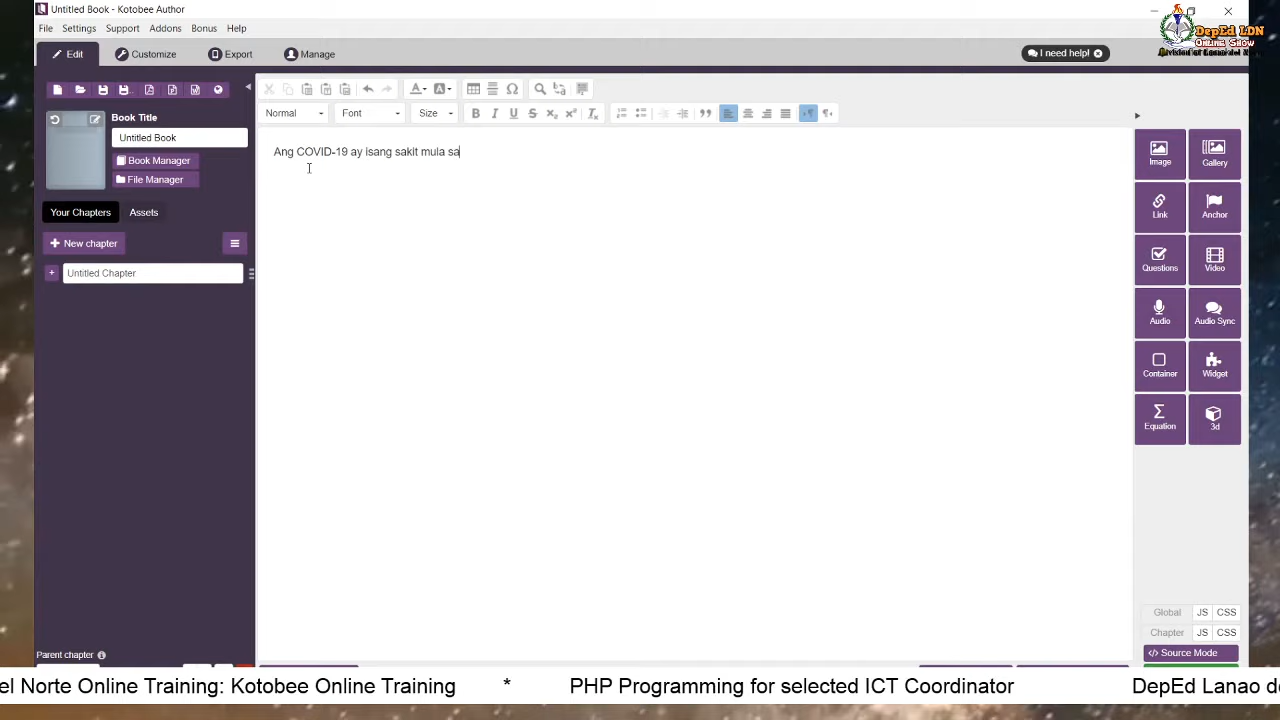 Untitled Book - Kotobee Author
DepEd LDN
Online Show
File Settings Support Addons Bonus Help
Edit Customize Export Manage I need help!
Normal Font Size
Book Title
Untitled Book
Book Manager
File Manager
Your Chapters Assets
New chapter
Untitled Chapter
Ang COVID-19 ay isang sakit mula sa
Image Gallery
Link Anchor
Questions Video
Audio Audio Sync
Container Widget
Equation 3d
Global JS CSS
Chapter JS CSS
</> Source Mode
Parent chapter
el Norte Online Training: Kotobee Online Training * PHP Programming for selected ICT Coordinator DepEd Lanao de